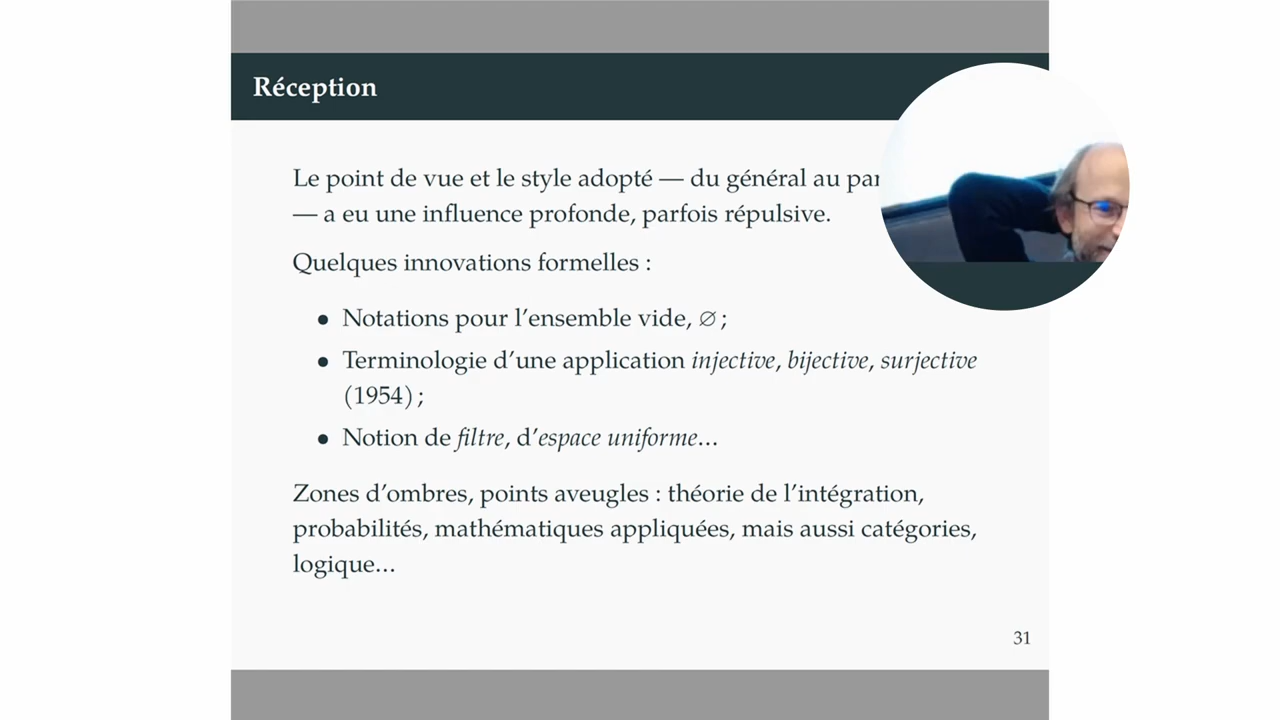 Réception
Le point de vue et le style adopté — du général au
— a eu une influence profonde, parfois répulsive.
Quelques innovations formelles :
• Notations pour l'ensemble vide, ∅ ;
• Terminologie d'une application injective, bijective, surjective
(1954) ;
• Notion de filtre, d'espace uniforme…
Zones d'ombres, points aveugles : théorie de l'intégration,
probabilités, mathématiques appliquées, mais aussi catégories,
logique…
31